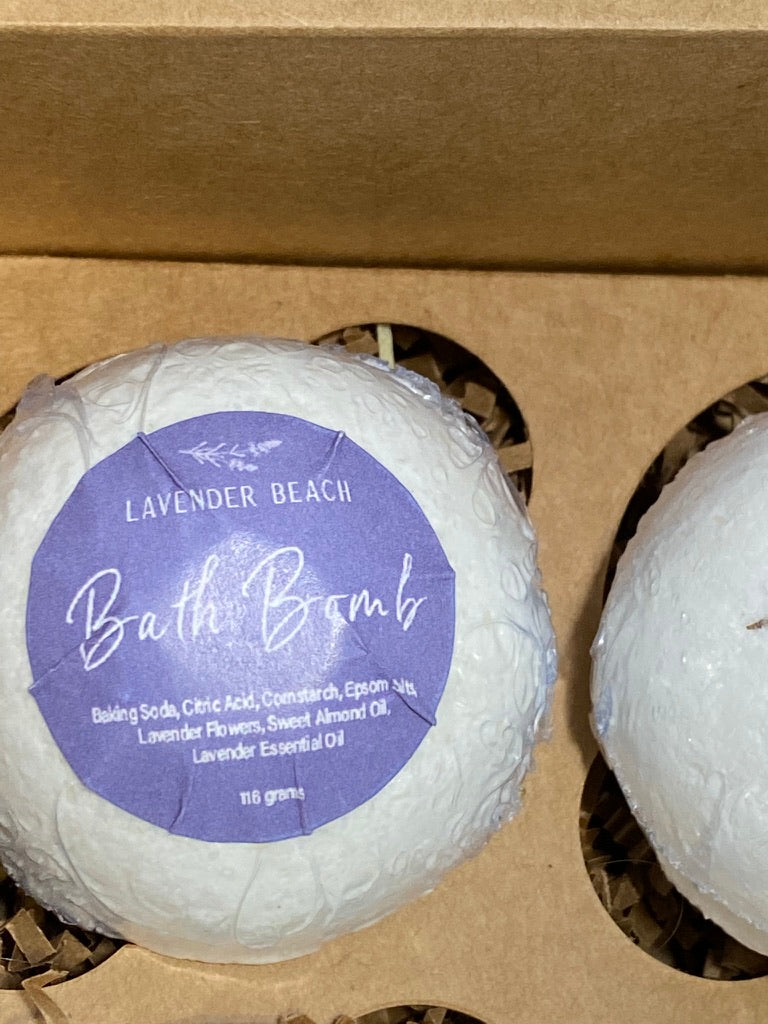 LAVENDER BEACH
Bath Bomb
Baking Soda, Citric Acid, Cornstarch, Epsom Salts,
Lavender Flowers, Sweet Almond Oil,
Lavender Essential Oil
116 grams